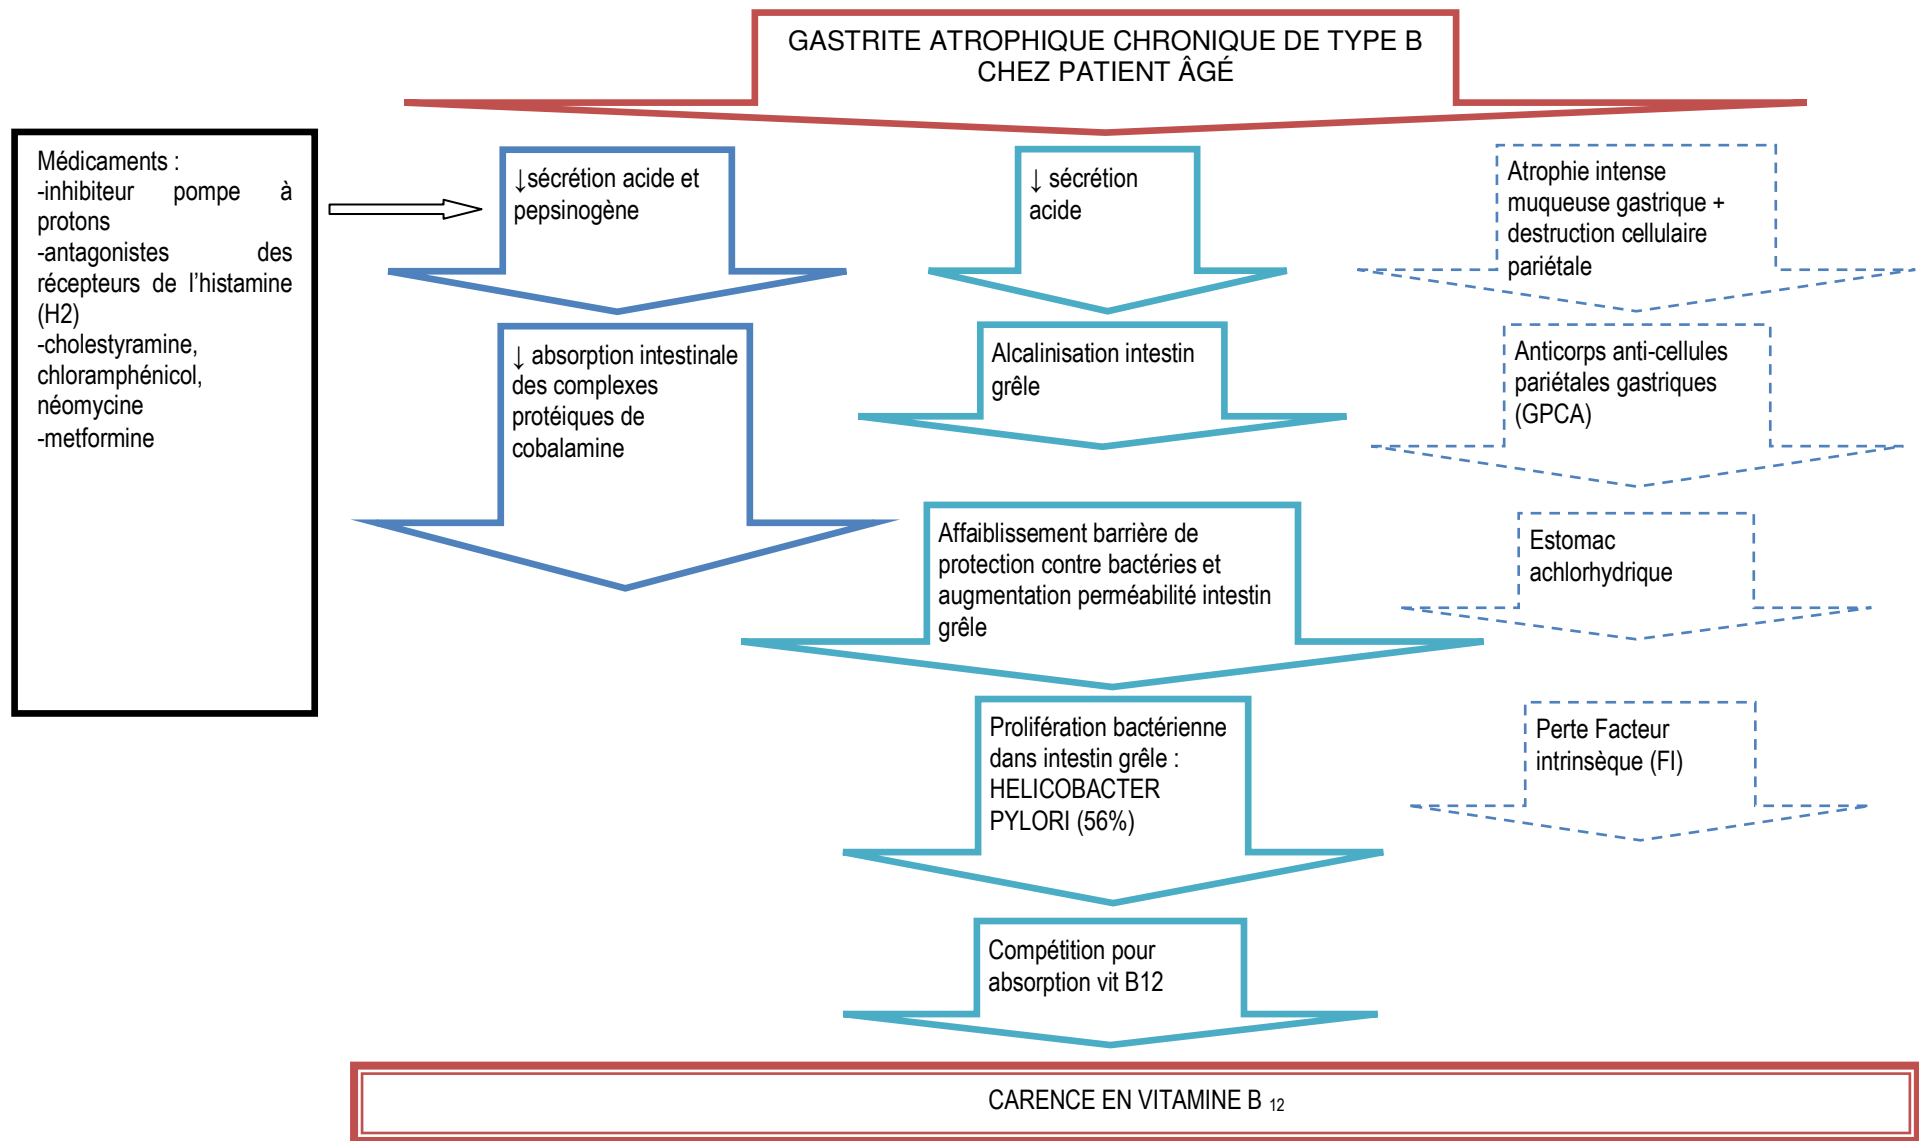 GASTRITE ATROPHIQUE CHRONIQUE DE TYPE B
CHEZ PATIENT ÂGÉ
Médicaments :
-inhibiteur pompe à
protons
-antagonistes des
récepteurs de l’histamine
(H2)
-cholestyramine,
chloramphénicol,
néomycine
-metformine
↓sécrétion acide et
pepsinogène
↓ absorption intestinale
des complexes
protéiques de
cobalamine
↓ sécrétion
acide
Alcalinisation intestin
grêle
Affaiblissement barrière de
protection contre bactéries et
augmentation perméabilité intestin
grêle
Prolifération bactérienne
dans intestin grêle :
HELICOBACTER
PYLORI (56%)
Compétition pour
absorption vit B12
Atrophie intense
muqueuse gastrique +
destruction cellulaire
pariétale
Anticorps anti-cellules
pariétales gastriques
(GPCA)
Estomac
achlorhydrique
Perte Facteur
intrinsèque (FI)
CARENCE EN VITAMINE B 12